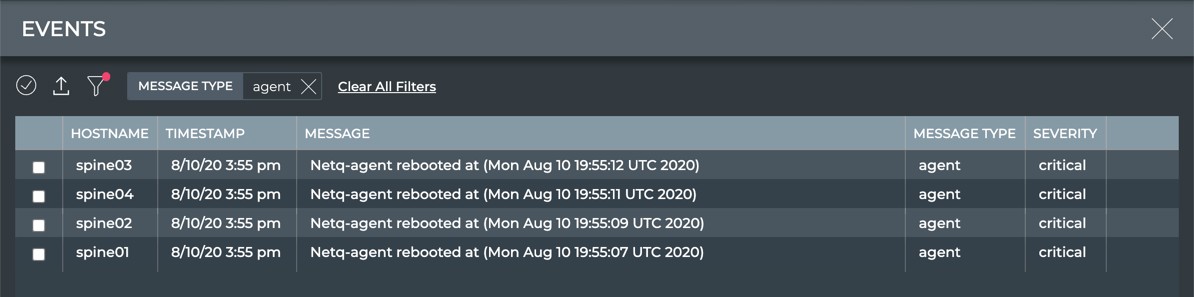 EVENTS
MESSAGE TYPE agent Clear All Filters
HOSTNAME TIMESTAMP MESSAGE MESSAGE TYPE SEVERITY
spine03 8/10/20 3:55 pm Netq-agent rebooted at (Mon Aug 10 19:55:12 UTC 2020) agent critical
spine04 8/10/20 3:55 pm Netq-agent rebooted at (Mon Aug 10 19:55:11 UTC 2020) agent critical
spine02 8/10/20 3:55 pm Netq-agent rebooted at (Mon Aug 10 19:55:09 UTC 2020) agent critical
spine01 8/10/20 3:55 pm Netq-agent rebooted at (Mon Aug 10 19:55:07 UTC 2020) agent critical